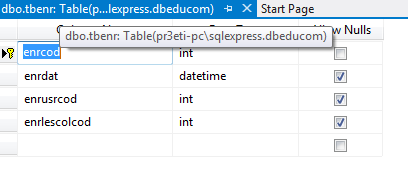 dbo.tbenr: Table(p...lexpress.dbeducom)
Start Page
dbo.tbenr: Table(pr3eti-pc\sqlexpress.dbeducom)
enrcod int
enrdat datetime
enrusrcod int
enrlescolcod int